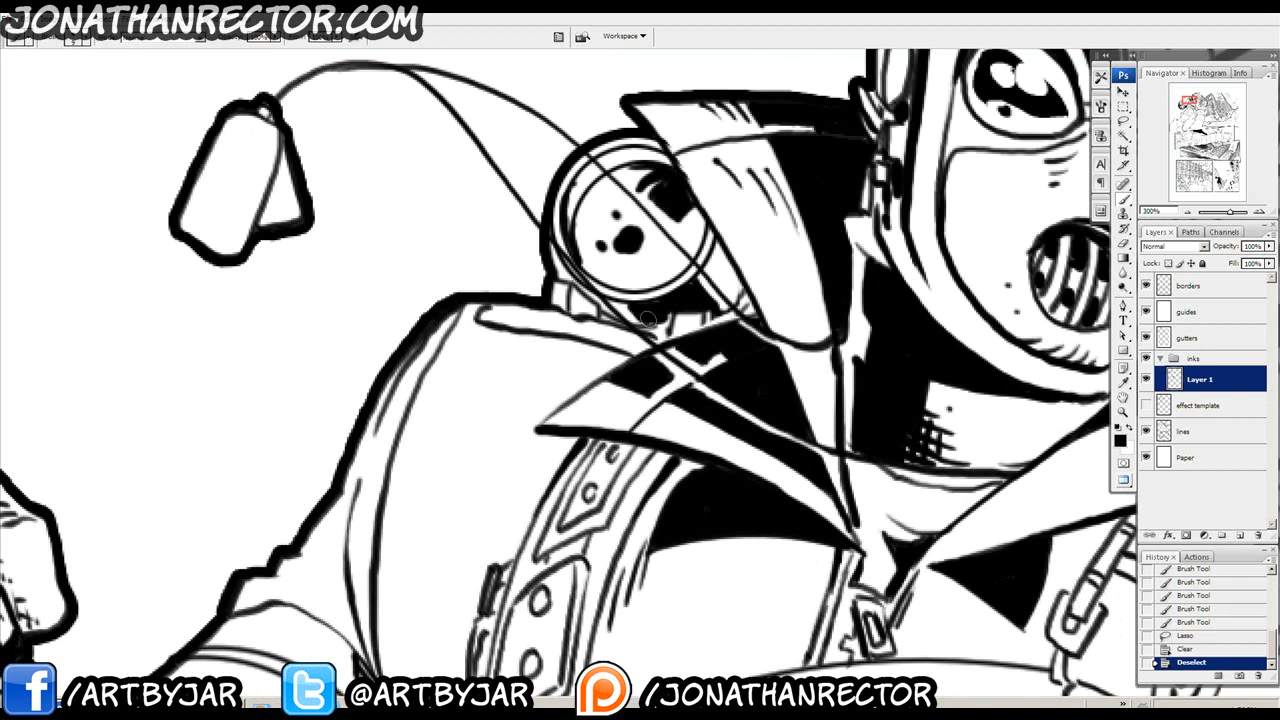 JONATHANRECTOR.COM
Workspace
Ps
Navigator × Histogram Info
300%
Layers × Paths Channels
Normal Opacity: 100%
Lock: Fill: 100%
borders
guides
gutters
inks
Layer 1
effect template
lines
Paper
fx
History × Actions
Brush Tool
Brush Tool
Brush Tool
Brush Tool
Brush Tool
Lasso
Clear
Deselect
f /ARTBYJAR t @ARTBYJAR /JONATHANRECTOR